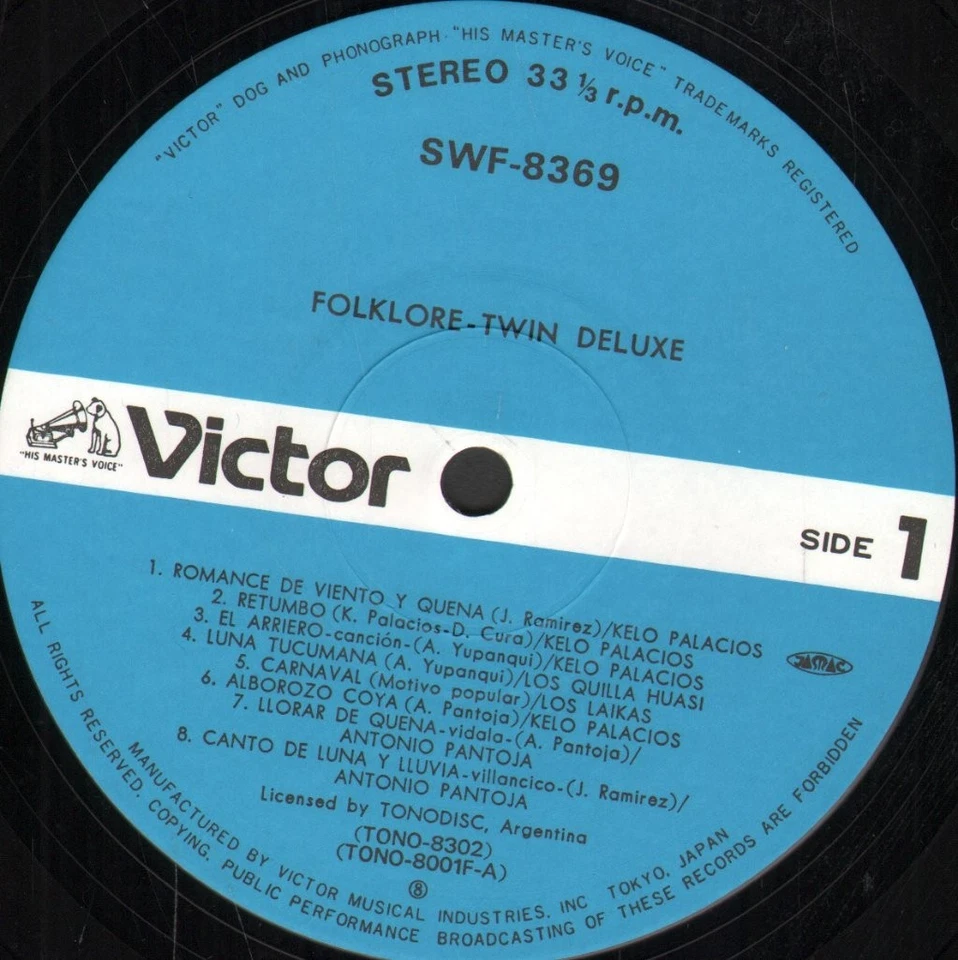 "VICTOR" DOG AND PHONOGRAPH·"HIS MASTER'S VOICE" TRADEMARKS REGISTERED
STEREO 33 1/3 r.p.m.
SWF-8369
FOLKLORE-TWIN DELUXE
"HIS MASTER'S VOICE"
Victor
SIDE 1
1. ROMANCE DE VIENTO Y QUENA (J. Ramirez)/KELO PALACIOS
2. RETUMBO (K. Palacios-D. Cura)/KELO PALACIOS
3. EL ARRIERO-canción-(A. Yupanqui)/KELO PALACIOS
4. LUNA TUCUMANA (A. Yupanqui)/LOS QUILLA HUASI
5. CARNAVAL (Motivo popular)/LOS LAIKAS
6. ALBOROZO COYA (A. Pantoja)/KELO PALACIOS
7. LLORAR DE QUENA-vidala-(A. Pantoja)/
ANTONIO PANTOJA
8. CANTO DE LUNA Y LLUVIA-villancico-(J. Ramirez)/
ANTONIO PANTOJA
JASRAC
Licensed by TONODISC, Argentina
(TONO-8302)
(TONO-8001F-A)
⑧
MANUFACTURED BY VICTOR MUSICAL INDUSTRIES, INC TOKYO, JAPAN
ALL RIGHTS RESERVED. COPYING. PUBLIC PERFORMANCE BROADCASTING OF THESE RECORDS ARE FORBIDDEN